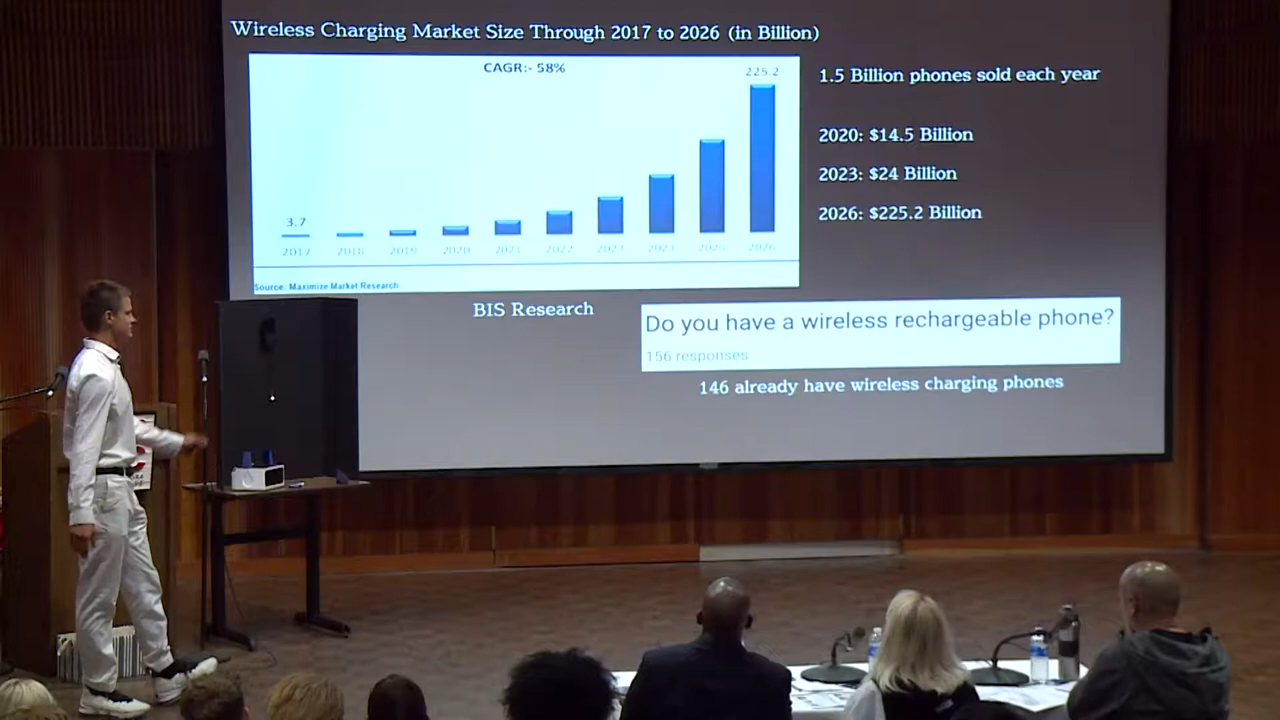 Wireless Charging Market Size Through 2017 to 2026 (in Billion)
CAGR:- 58%
225.2
3.7
2017 2018 2019 2020 2021 2022 2023 2024 2025 2026
Source: Maximize Market Research
BIS Research
1.5 Billion phones sold each year
2020: $14.5 Billion
2023: $24 Billion
2026: $225.2 Billion
Do you have a wireless rechargeable phone?
156 responses
146 already have wireless charging phones